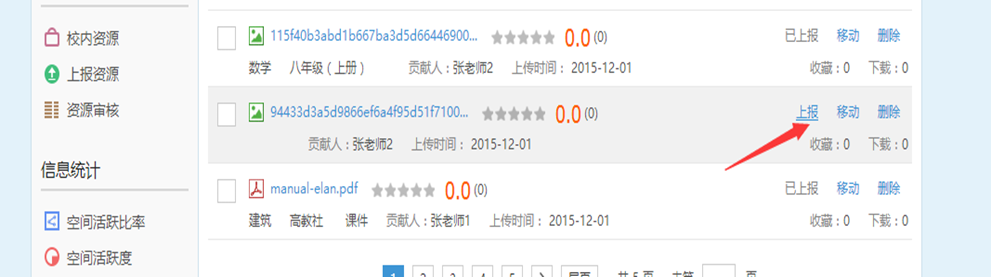 校内资源
上报资源
资源审核
信息统计
空间活跃比率
空间活跃度
115f40b3abd1b667ba3d5d66446900... 0.0 (0) 已上报 移动 删除
数学 八年级（上册） 贡献人：张老师2 上传时间： 2015-12-01 收藏：0 下载：0
94433d3a5d9866ef6a4f95d51f7100... 0.0 (0) 上报 移动 删除
贡献人：张老师2 上传时间： 2015-12-01 收藏：0 下载：0
manual-elan.pdf 0.0 (0) 已上报 移动 删除
建筑 高教社 课件 贡献人：张老师1 上传时间： 2015-12-01 收藏：0 下载：0
1 2 3 4 5 尾页 共 5 页 去第 页